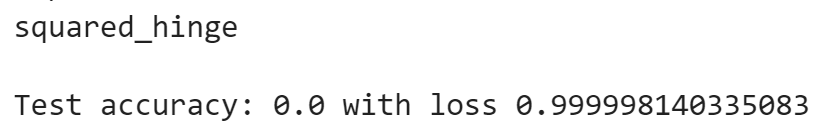 squared_hinge
Test accuracy: 0.0 with loss 0.999998140335083